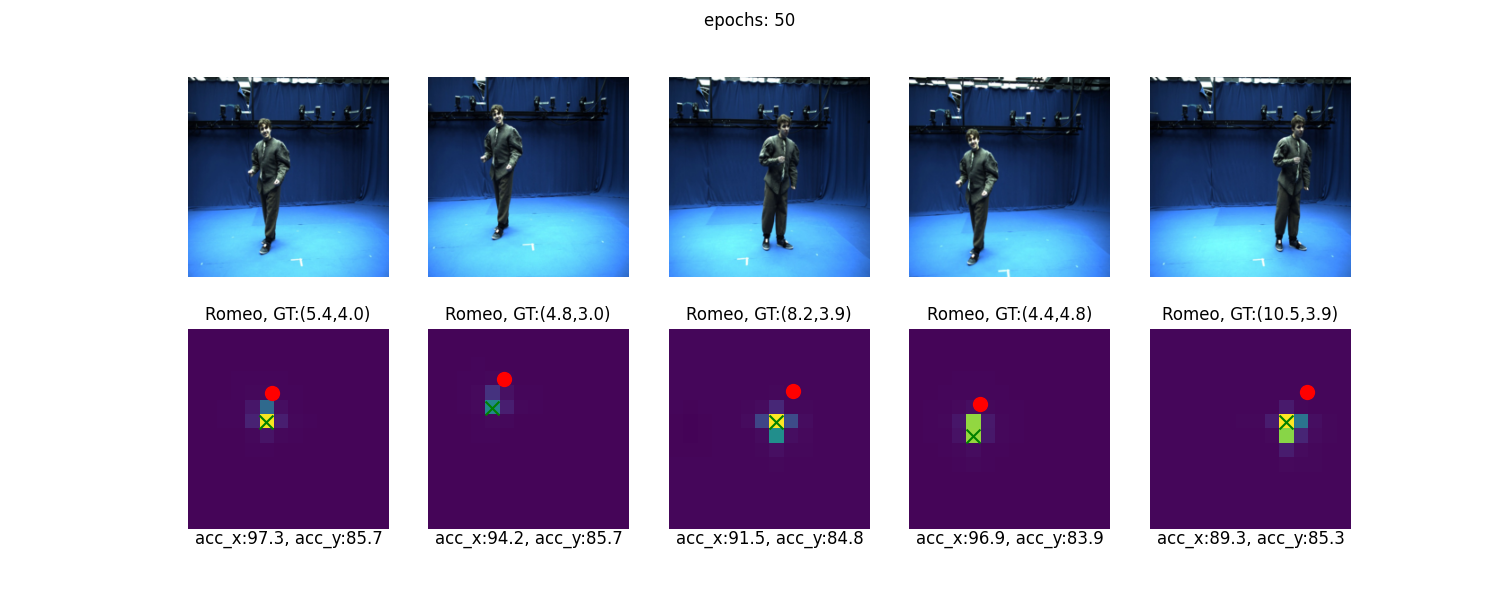 epochs: 50
Romeo, GT:(5.4,4.0)
Romeo, GT:(4.8,3.0)
Romeo, GT:(8.2,3.9)
Romeo, GT:(4.4,4.8)
Romeo, GT:(10.5,3.9)
acc_x:97.3, acc_y:85.7
acc_x:94.2, acc_y:85.7
acc_x:91.5, acc_y:84.8
acc_x:96.9, acc_y:83.9
acc_x:89.3, acc_y:85.3